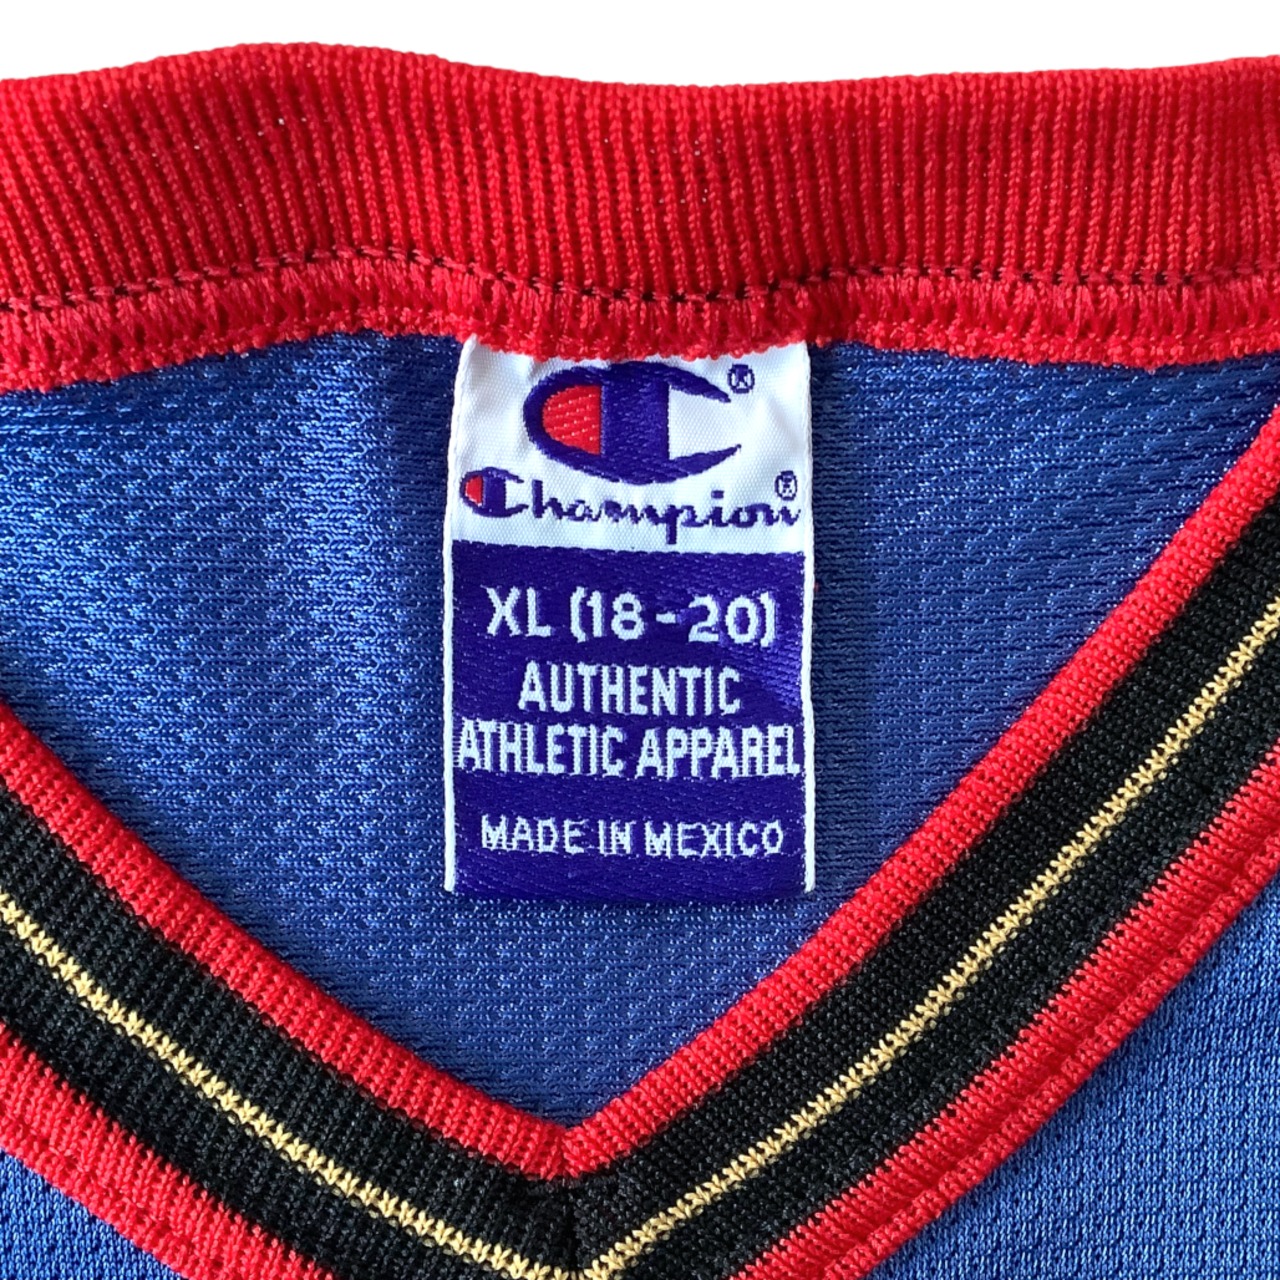 ®
Champion®
XL (18-20)
AUTHENTIC
ATHLETIC APPAREL
MADE IN MEXICO